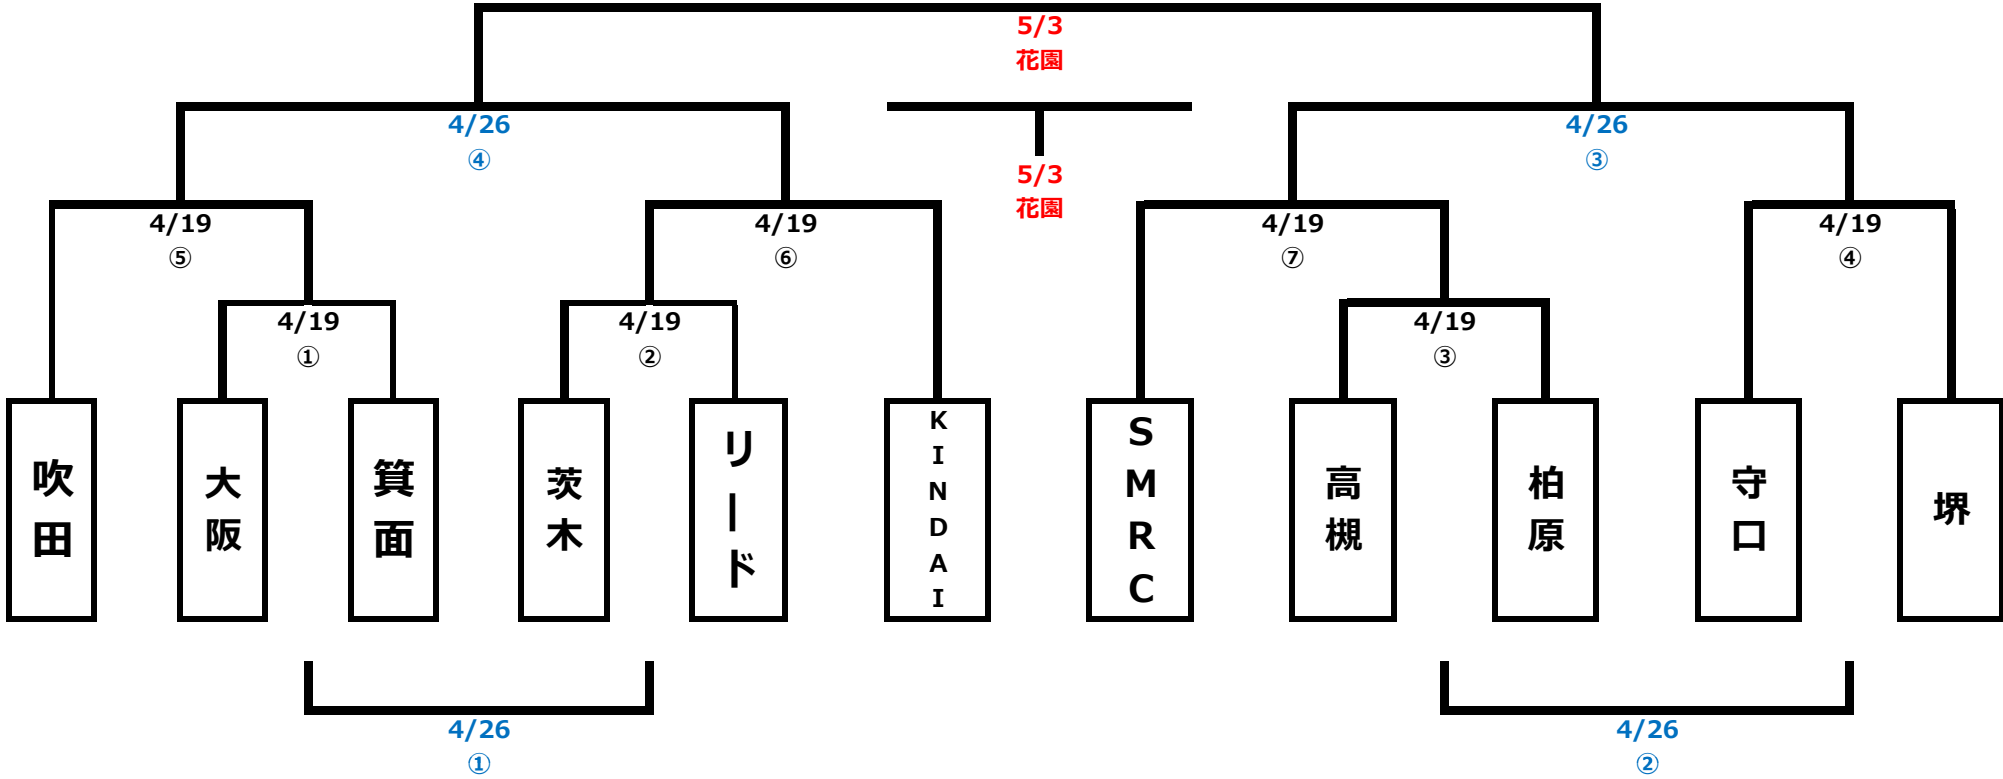 5/3
花園
4/26
④
4/26
③
5/3
花園
4/19
⑤
4/19
⑥
4/19
⑦
4/19
④
4/19
①
4/19
②
4/19
③
吹田
大阪
箕面
茨木
リード
KINDAI
SMRC
高槻
柏原
守口
堺
4/26
①
4/26
②